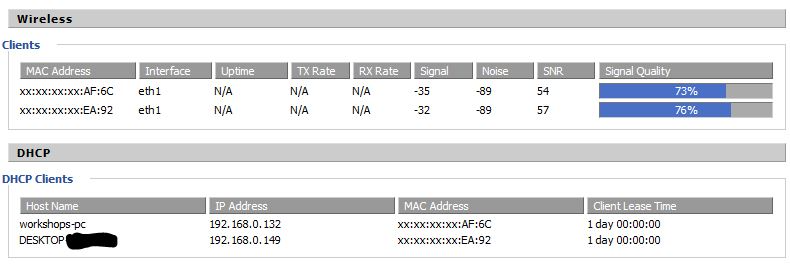 Wireless
Clients
MAC Address Interface Uptime TX Rate RX Rate Signal Noise SNR Signal Quality
xx:xx:xx:xx:AF:6C eth1 N/A N/A N/A -35 -89 54 73%
xx:xx:xx:xx:EA:92 eth1 N/A N/A N/A -32 -89 57 76%
DHCP
DHCP Clients
Host Name IP Address MAC Address Client Lease Time
workshops-pc 192.168.0.132 xx:xx:xx:xx:AF:6C 1 day 00:00:00
DESKTOP 192.168.0.149 xx:xx:xx:xx:EA:92 1 day 00:00:00